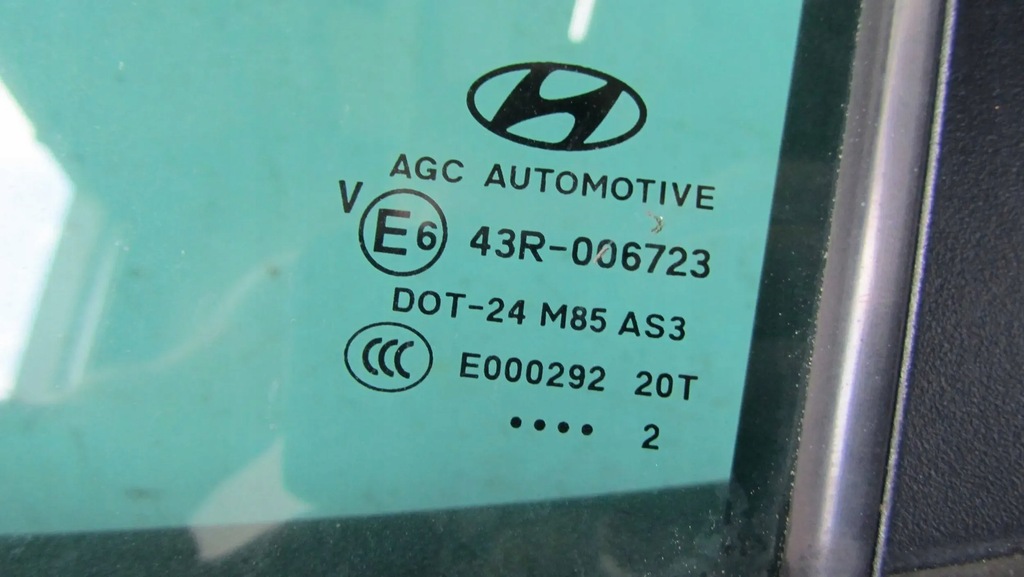 AGC AUTOMOTIVE
V E6 43R-006723
DOT-24 M85 AS3
CCC E000292 20T
•••• 2